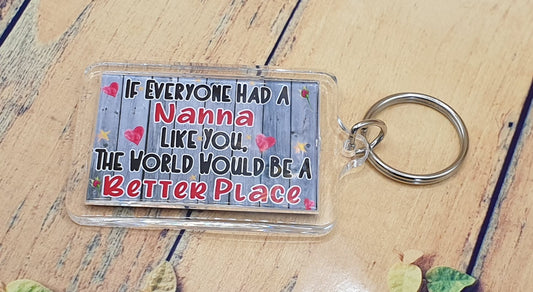 If Everyone Had A
Nanna
Like You,
The World Would Be A
Better Place